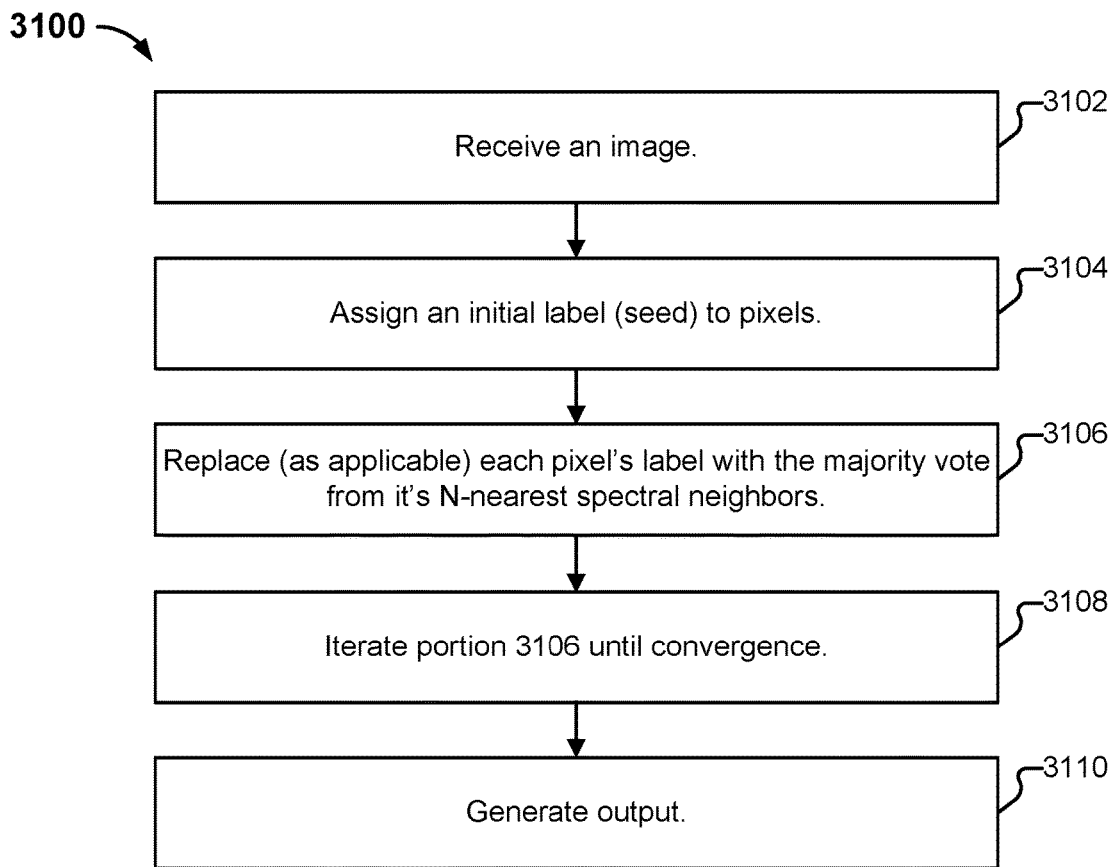 3100
3102
Receive an image.
3104
Assign an initial label (seed) to pixels.
3106
Replace (as applicable) each pixel's label with the majority vote
from it's N-nearest spectral neighbors.
3108
Iterate portion 3106 until convergence.
3110
Generate output.